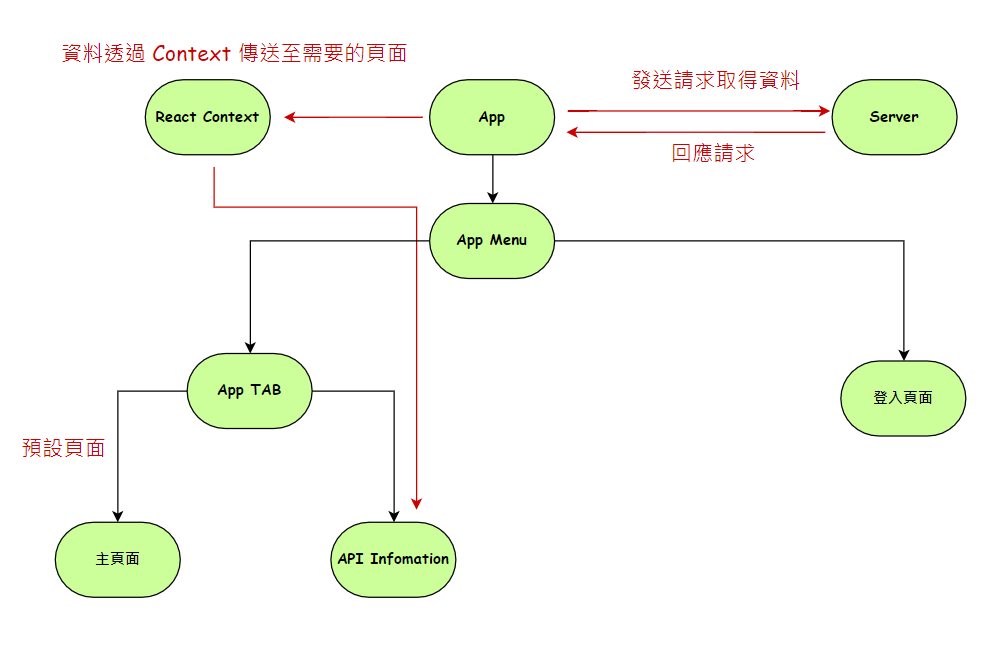 資料透過 Context 傳送至需要的頁面
發送請求取得資料
React Context
App
Server
回應請求
App Menu
App TAB
登入頁面
預設頁面
主頁面
API Infomation